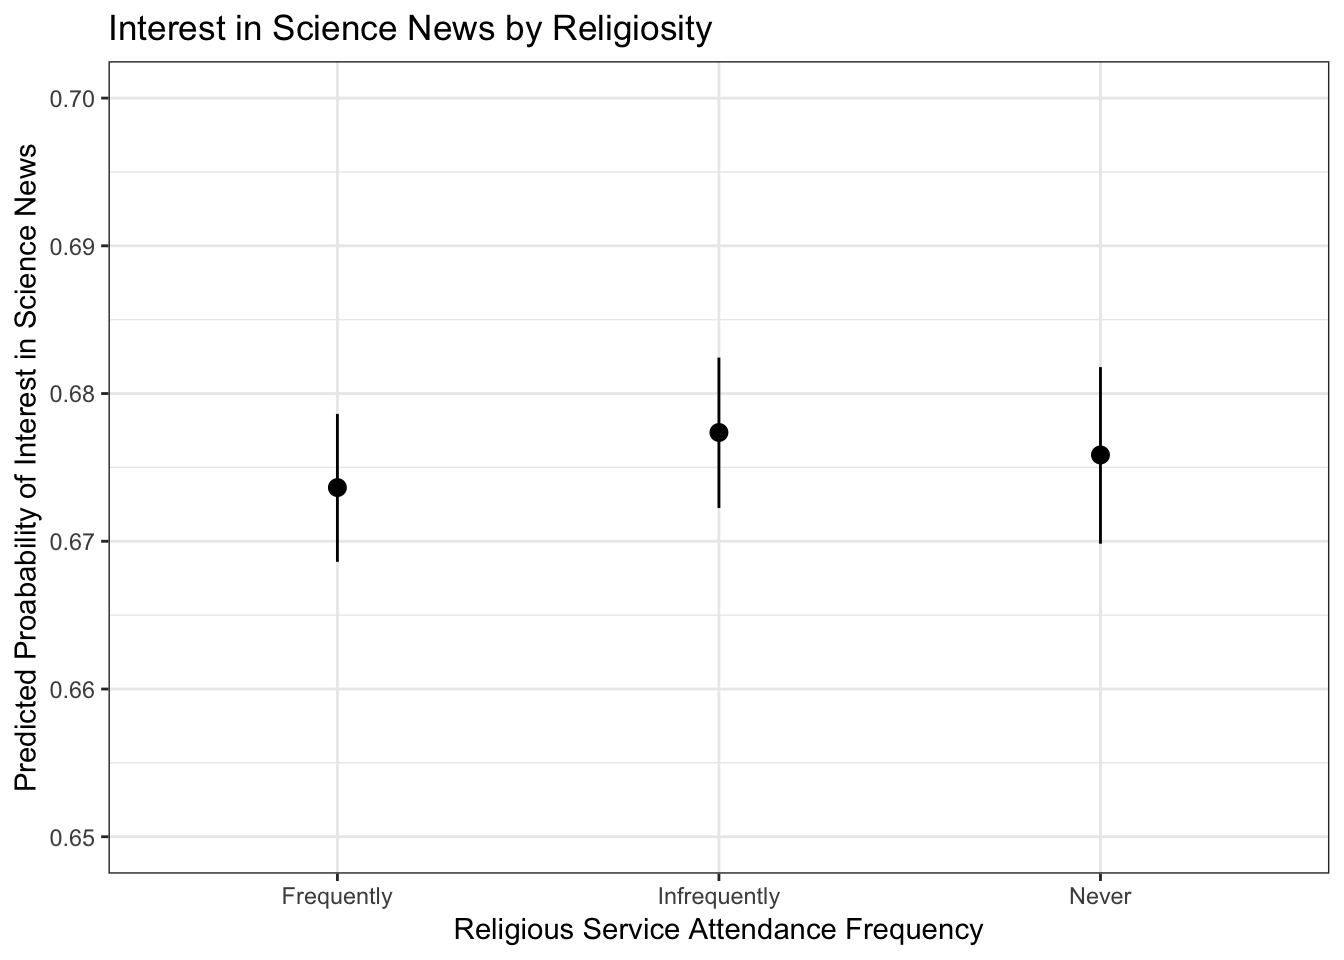 Interest in Science News by Religiosity
Predicted Proabability of Interest in Science News
0.70
0.69
0.68
0.67
0.66
0.65
Frequently Infrequently Never
Religious Service Attendance Frequency